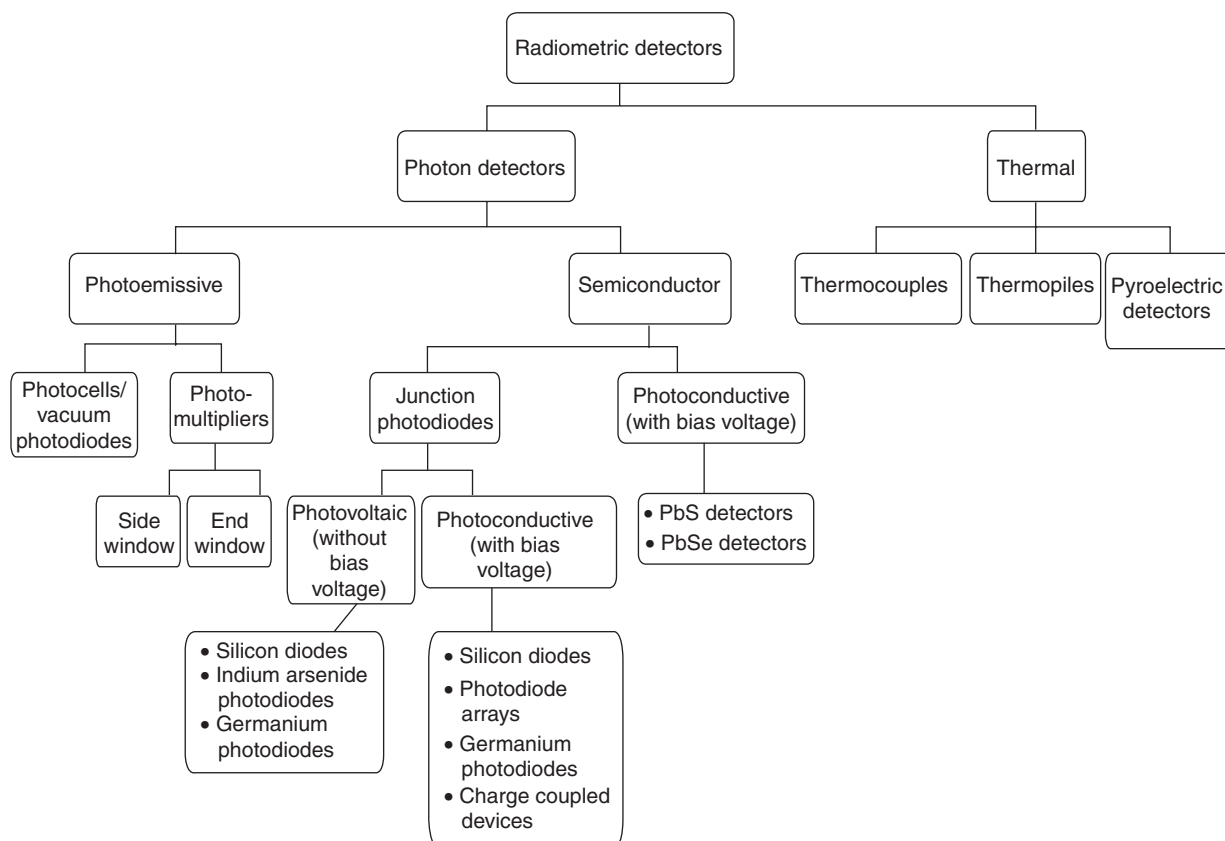 Radiometric detectors
Photon detectors
Thermal
Photoemissive
Semiconductor
Thermocouples
Thermopiles
Pyroelectric
detectors
Photocells/
vacuum
photodiodes
Photo-
multipliers
Junction
photodiodes
Photoconductive
(with bias voltage)
Side
window
End
window
Photovoltaic
(without
bias
voltage)
Photoconductive
(with bias
voltage)
• PbS detectors
• PbSe detectors
• Silicon diodes
• Indium arsenide
photodiodes
• Germanium
photodiodes
• Silicon diodes
• Photodiode
arrays
• Germanium
photodiodes
• Charge coupled
devices